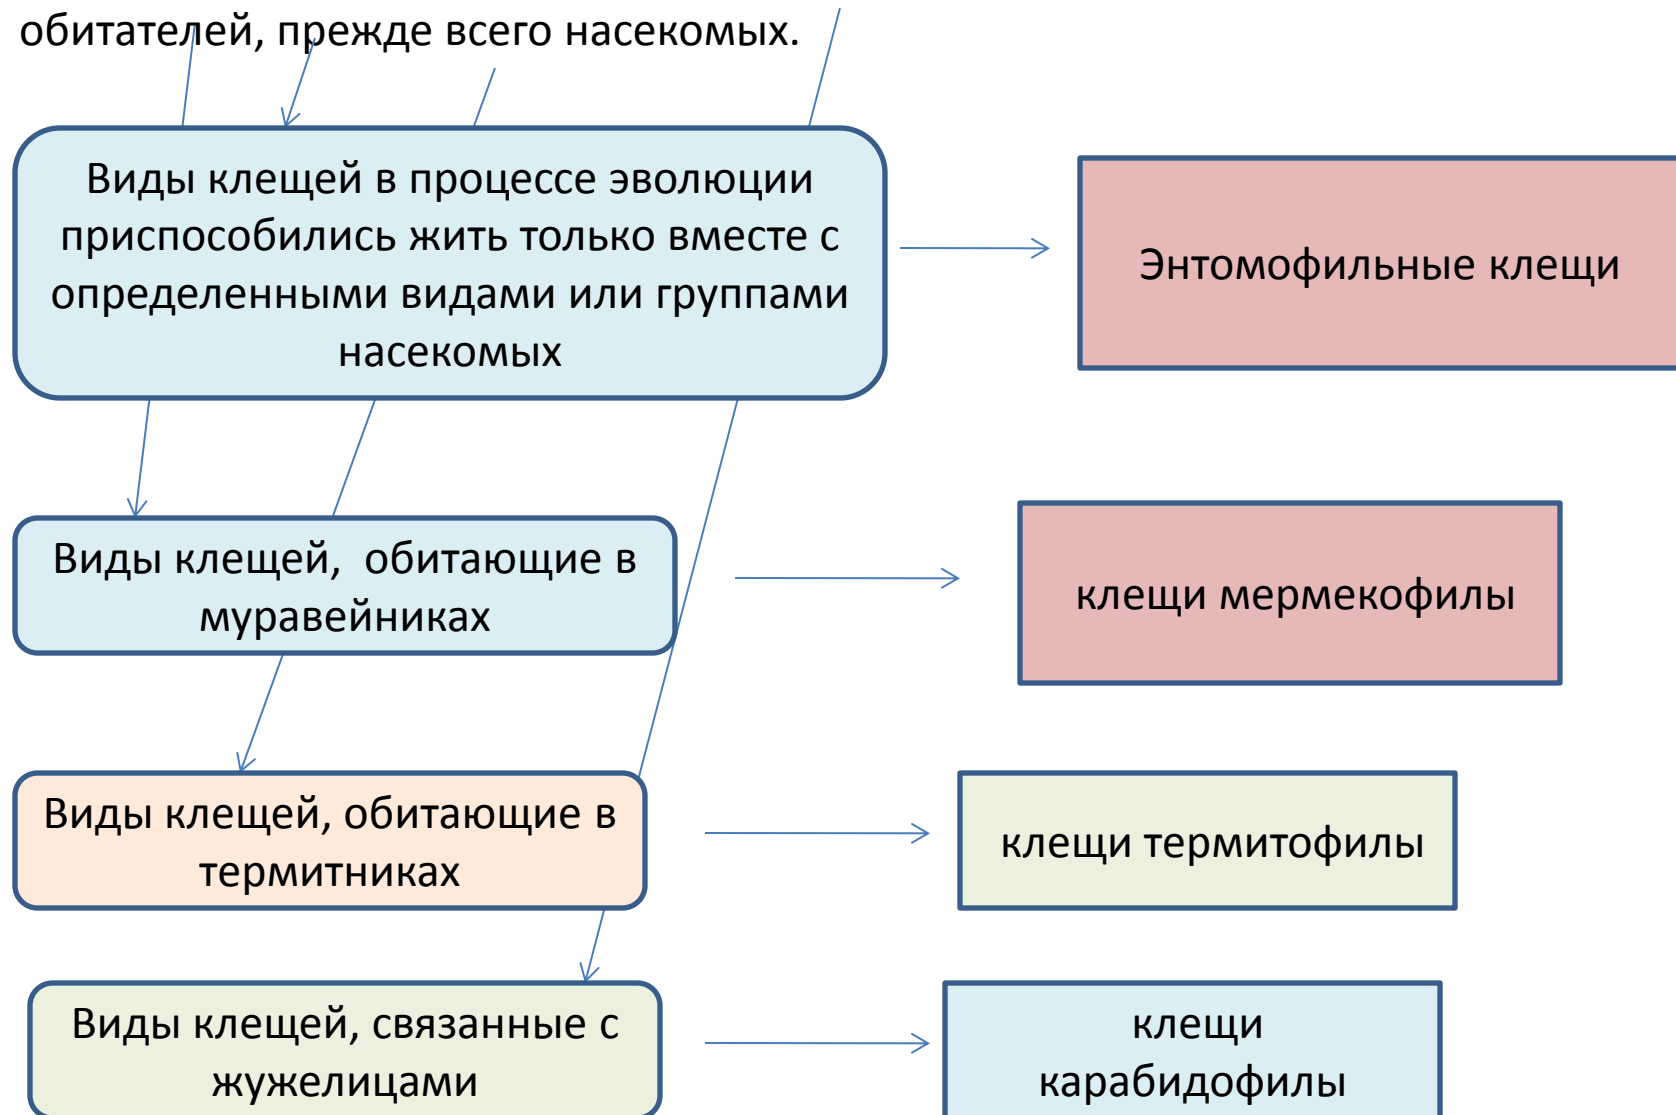 обитателей, прежде всего насекомых.
Виды клещей в процессе эволюции
приспособились жить только вместе с
определенными видами или группами
насекомых
Энтомофильные клещи
Виды клещей, обитающие в
муравейниках
клещи мермекофилы
Виды клещей, обитающие в
термитниках
клещи термитофилы
Виды клещей, связанные с
жужелицами
клещи
карабидофилы